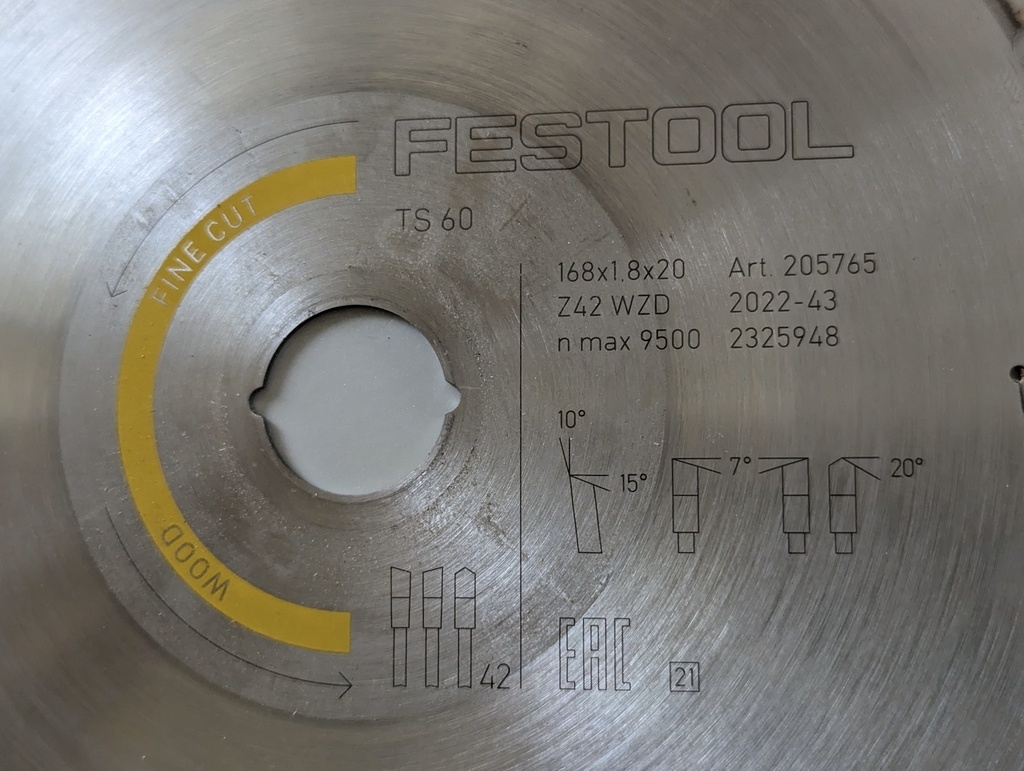 FESTOOL
TS 60
FINE CUT
WOOD
168x1,8x20 Art. 205765
Z42 WZD 2022-43
n max 9500 2325948
10°
15° 7° 20°
42
EAC 21